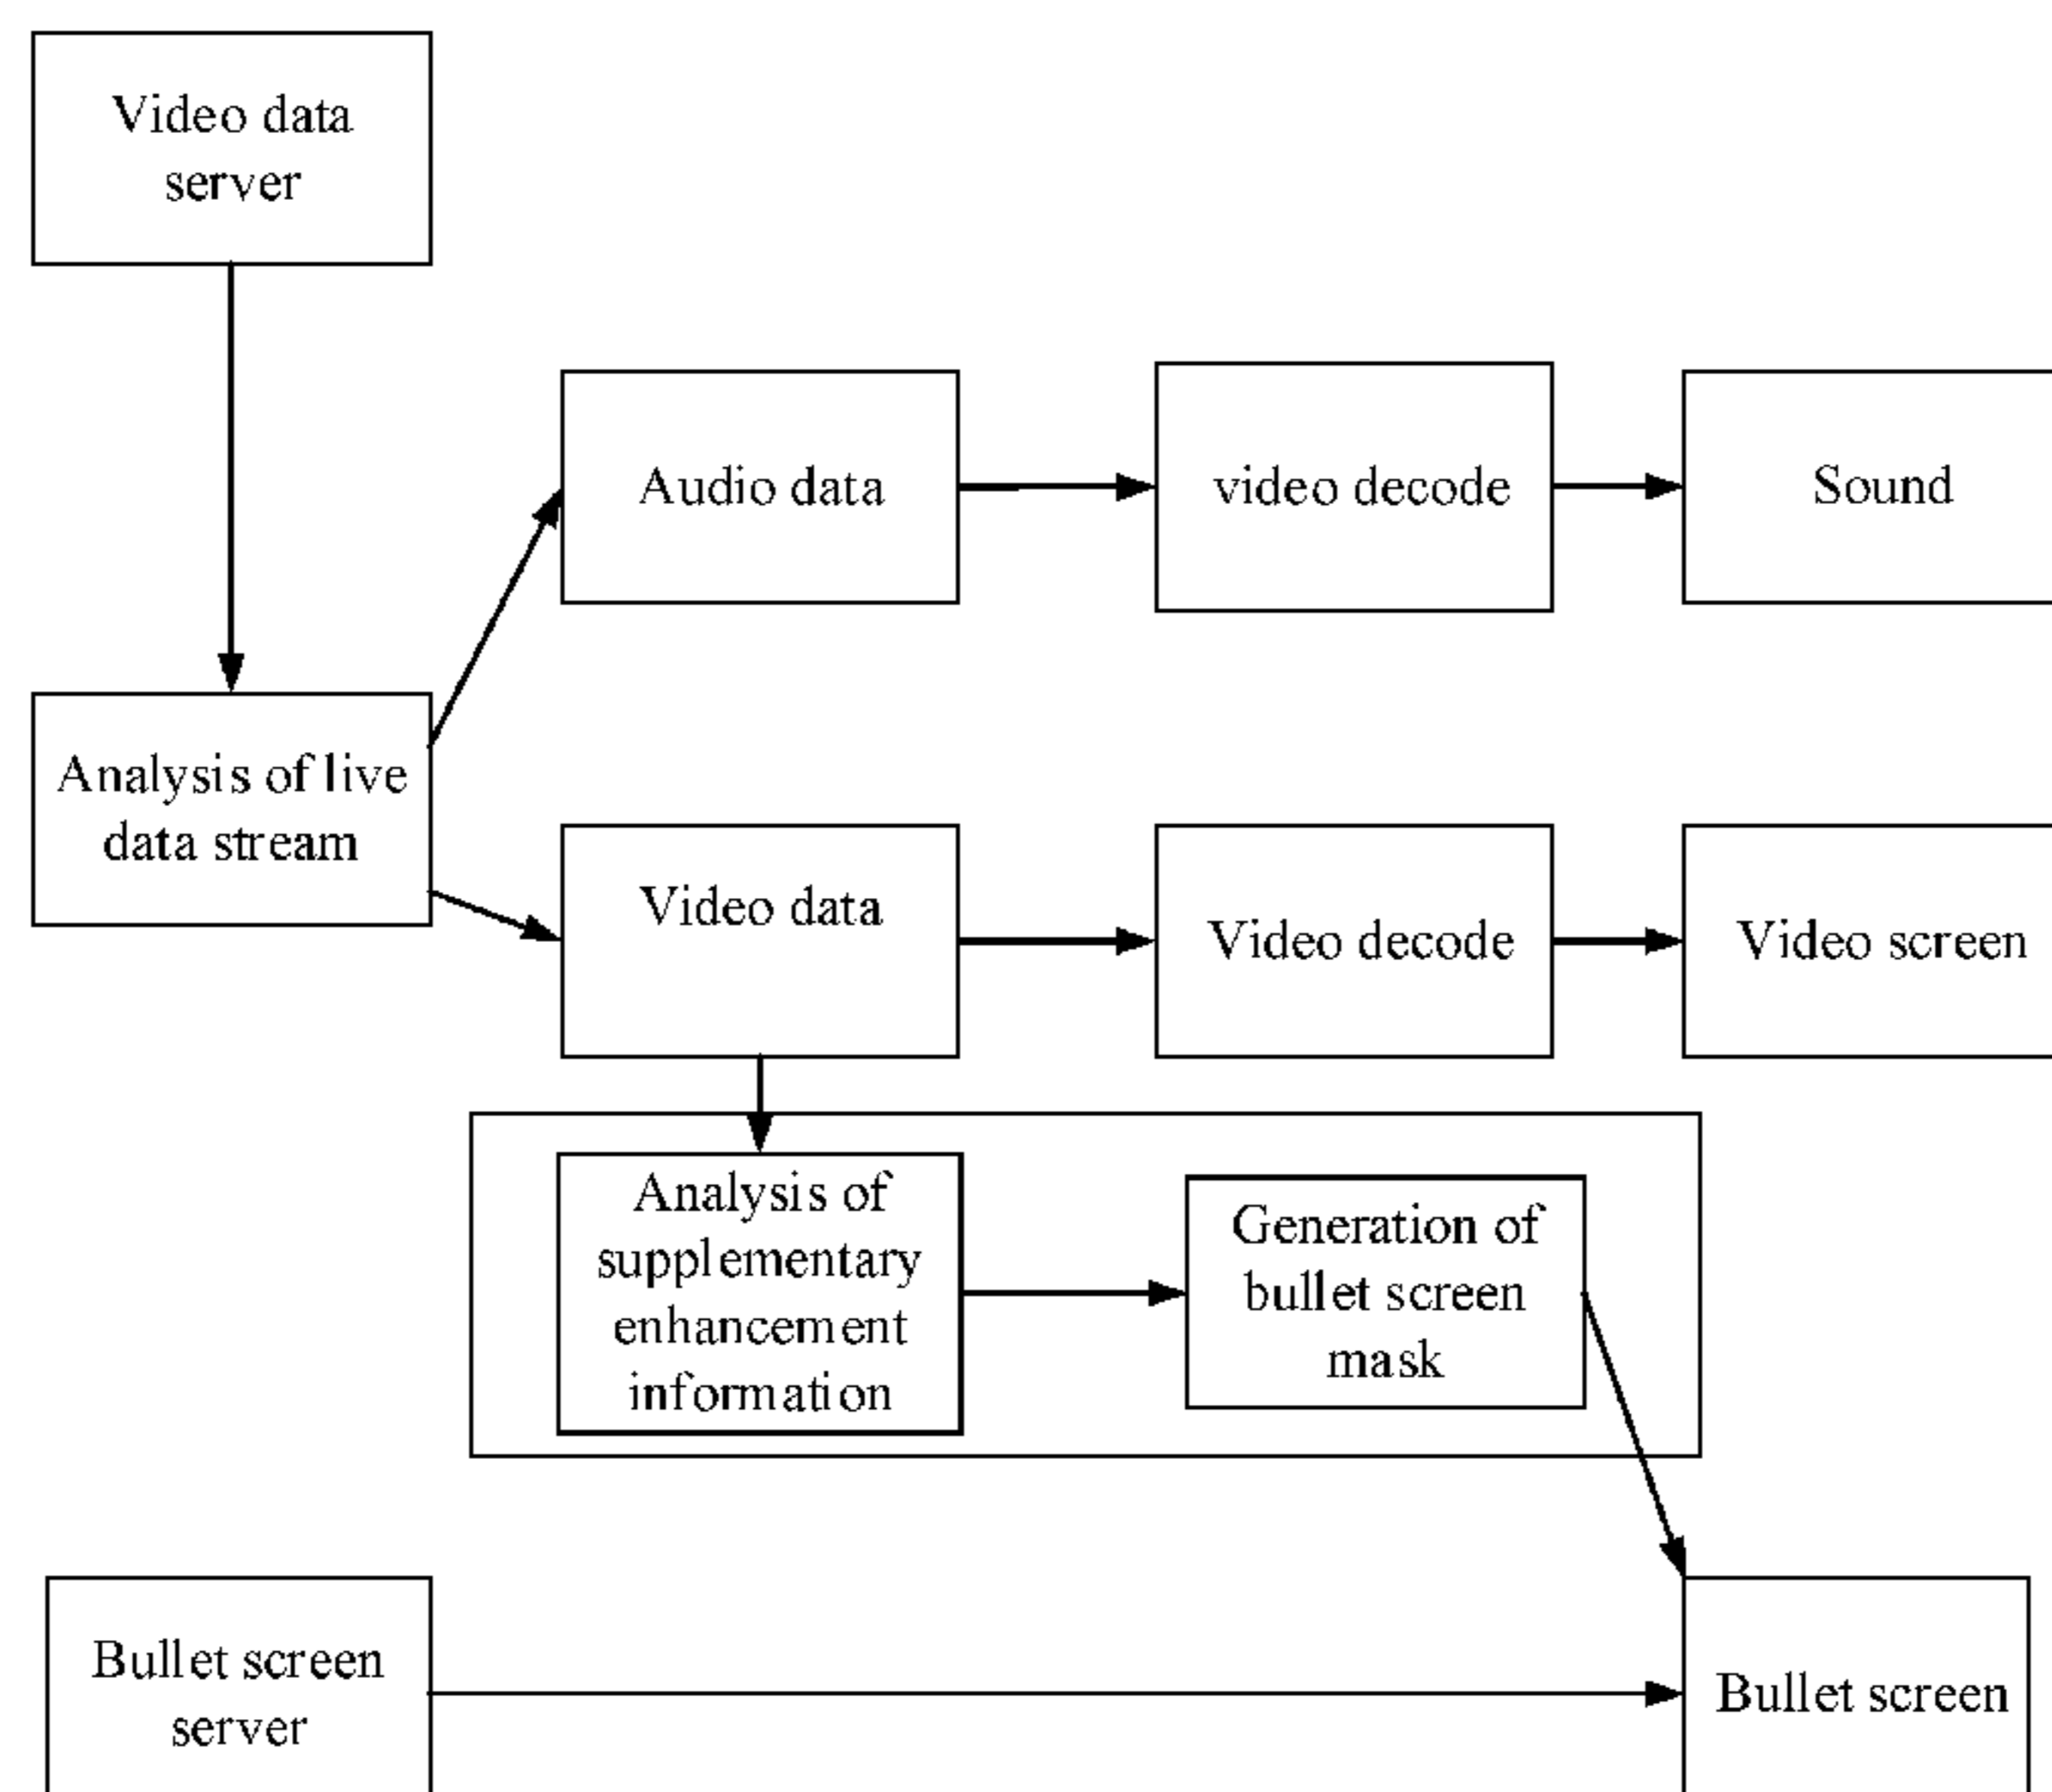 Video data
server
Audio data
video decode
Sound
Analysis of live
data stream
Video data
Video decode
Video screen
Analysis of
supplementary
enhancement
information
Generation of
bullet screen
mask
Bullet screen
server
Bullet screen